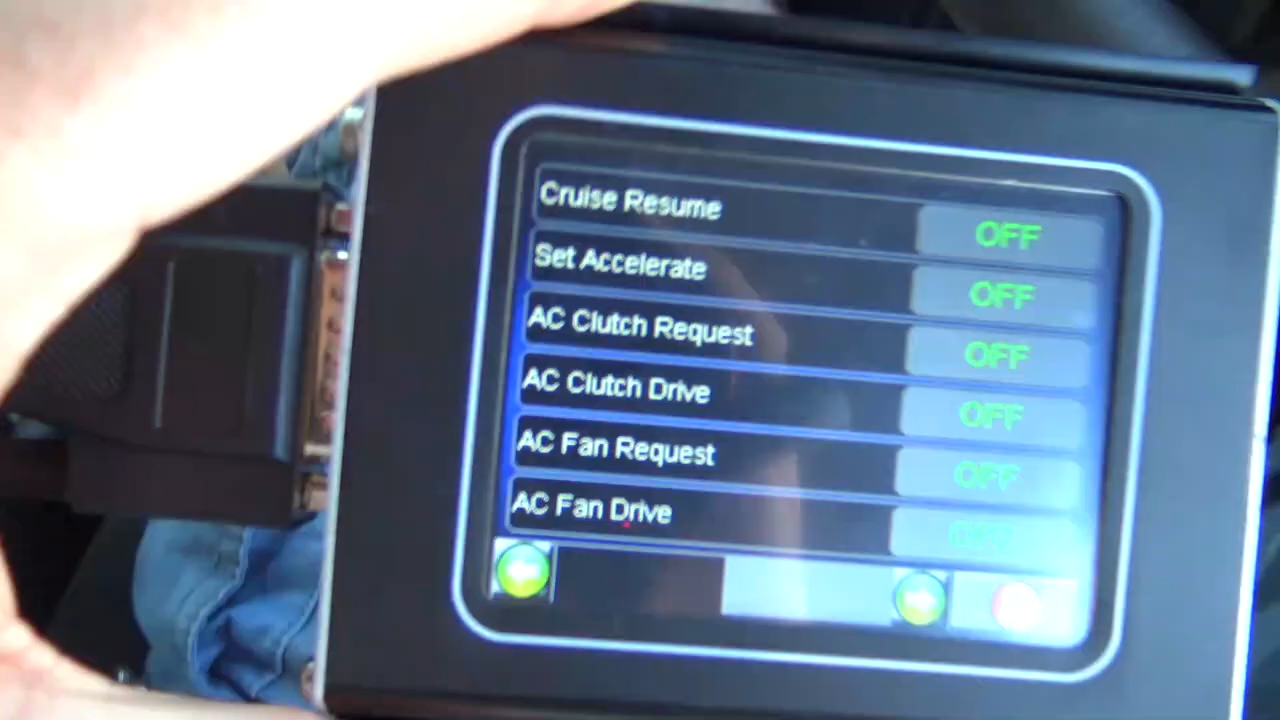 Cruise Resume OFF
Set Accelerate OFF
AC Clutch Request OFF
AC Clutch Drive OFF
AC Fan Request OFF
AC Fan Drive